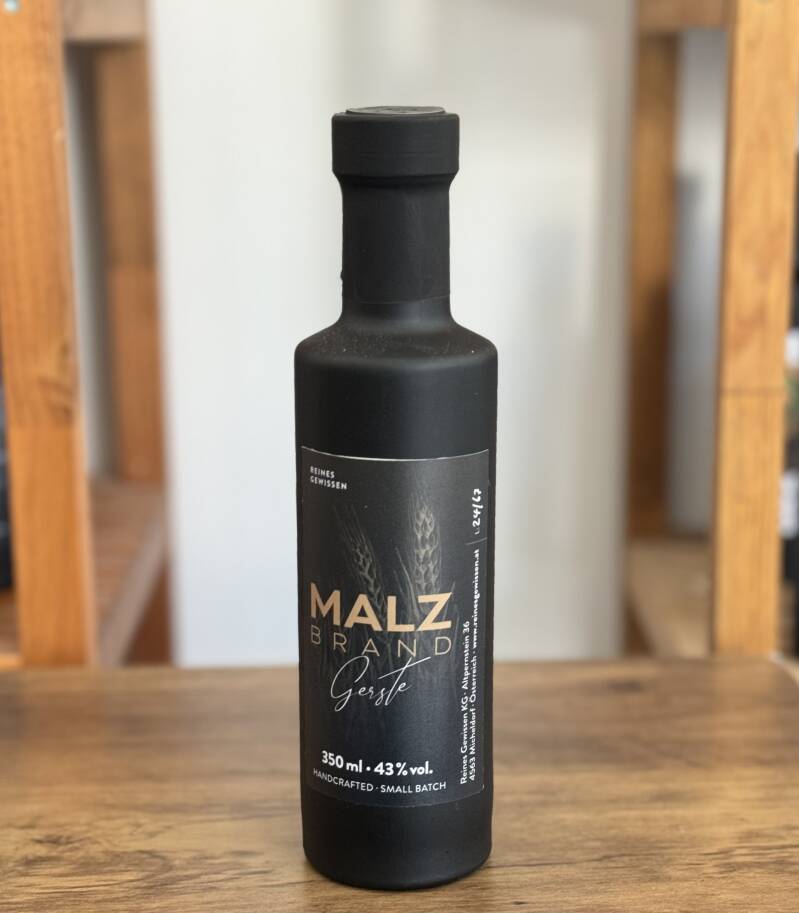 REINES
GEWISSEN
MALZ
BRAND
Gerste
350 ml • 43 % vol.
HANDCRAFTED · SMALL BATCH
Reines Gewissen KG · Altpernstein 36
4563 Micheldorf · Österreich · www.reinesgewissen.at
L 24/67